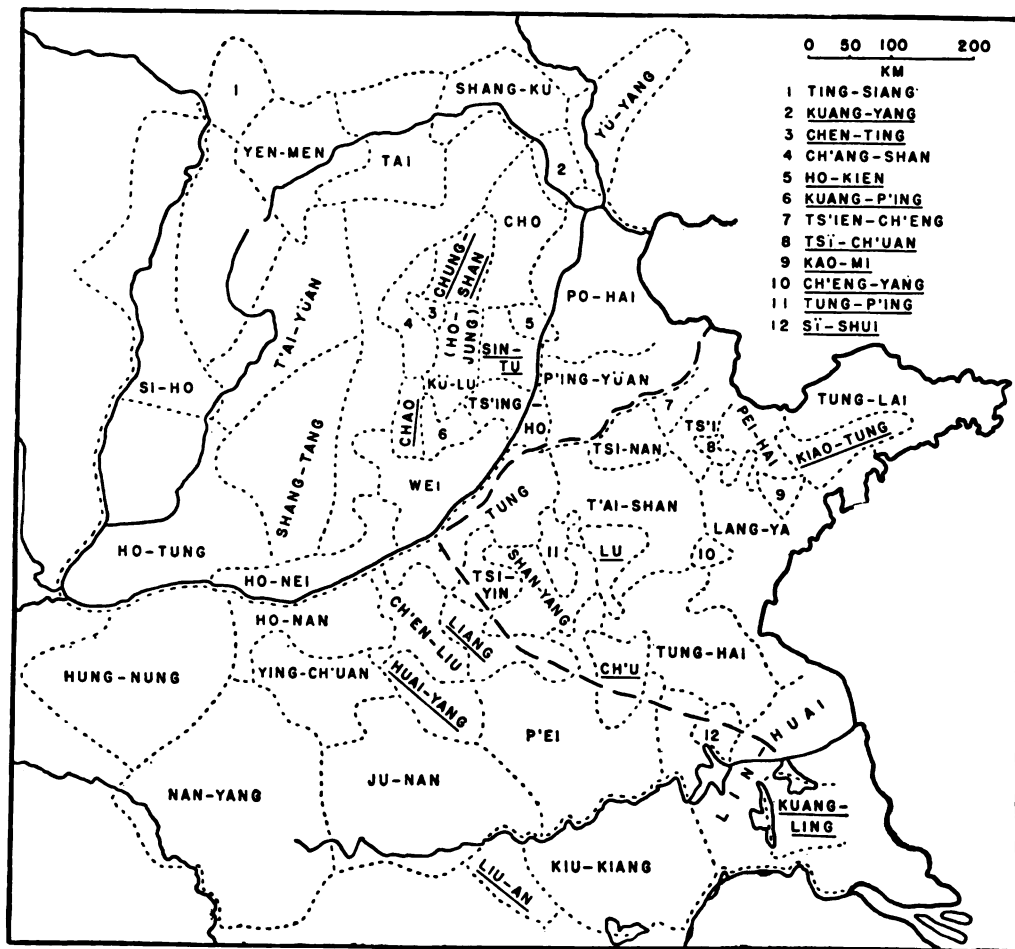 0 50 100 200
KM
1 TING-SIANG
2 KUANG-YANG
3 CHEN-TING
4 CH'ANG-SHAN
5 HO-KIEN
6 KUANG-P'ING
7 TS'IEN-CH'ENG
8 TSÏ-CH'UAN
9 KAO-MI
10 CH'ENG-YANG
11 TUNG-P'ING
12 SÏ-SHUI
1
SHANG-KU
YÜ-YANG
YEN-MEN
TAI
2
CHO
CHUNG-
SHAN
(HO-
JUNG)
3
4
5
PO-HAI
T'AI-YÜAN
SIN-
TU
SI-HO
KÜ-LU
P'ING-YÜAN
TS'ING-
HO
CHAO
6
7
TS'I
8
PEI-HAI
TUNG-LAI
KIAO-TUNG
TSI-NAN
9
WEI
SHANG-TANG
TUNG
T'AI-SHAN
LANG-YA
HO-TUNG
HO-NEI
TSI-
YIN
SHAN-YANG
11
LU
10
HO-NAN
CH'EN-LIU
LIANG
HUNG-NUNG
YING-CH'UAN
HUAI-YANG
CH'U
TUNG-HAI
P'EI
12
LIN-HUAI
NAN-YANG
JU-NAN
KUANG-
LING
LIU-AN
KIU-KIANG